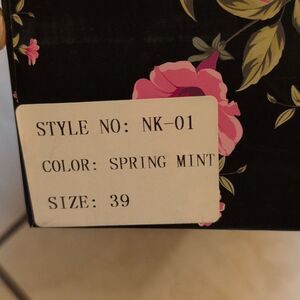 STYLE NO: NK-01
COLOR: SPRING MINT
SIZE: 39